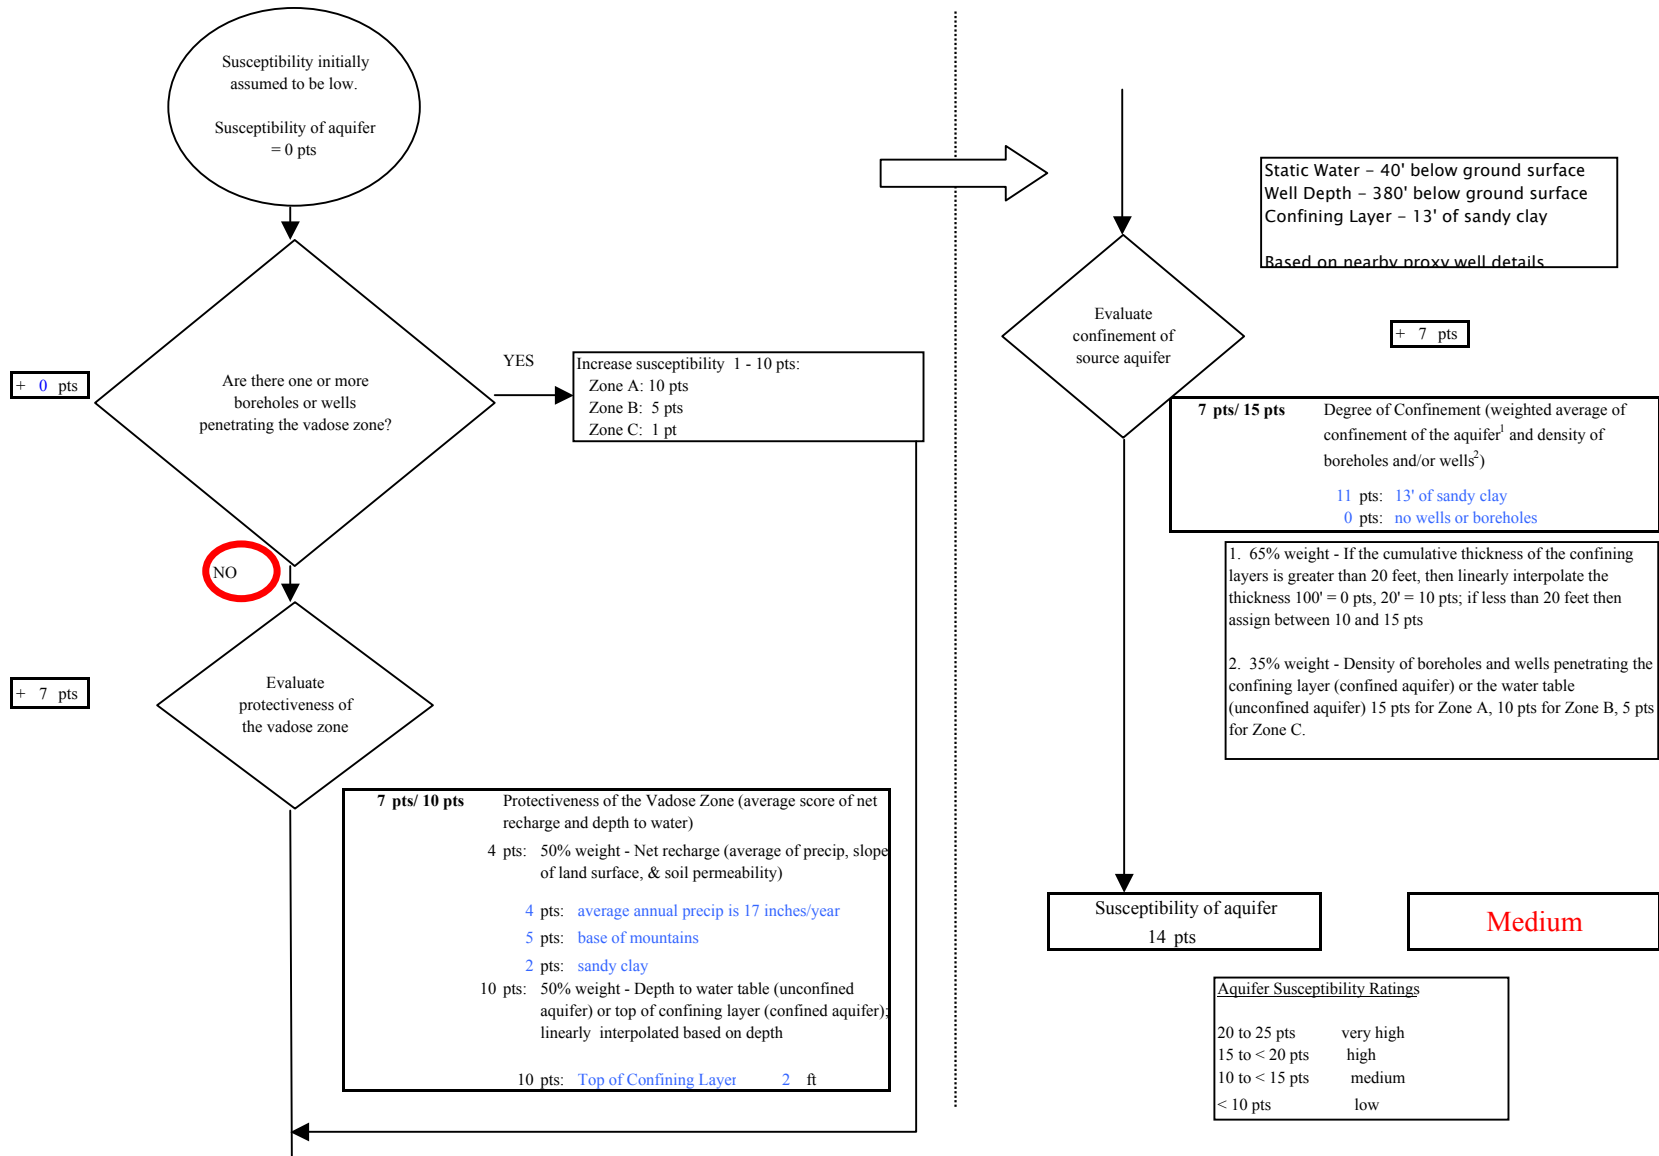 Susceptibility initially
assumed to be low.
Susceptibility of aquifer
= 0 pts
+ 0 pts
Are there one or more
boreholes or wells
penetrating the vadose zone?
YES
Increase susceptibility 1 - 10 pts:
Zone A: 10 pts
Zone B: 5 pts
Zone C: 1 pt
NO
+ 7 pts
Evaluate
protectiveness of
the vadose zone
7 pts/ 10 pts Protectiveness of the Vadose Zone (average score of net
recharge and depth to water)
4 pts: 50% weight - Net recharge (average of precip, slope
of land surface, & soil permeability)
4 pts: average annual precip is 17 inches/year
5 pts: base of mountains
2 pts: sandy clay
10 pts: 50% weight - Depth to water table (unconfined
aquifer) or top of confining layer (confined aquifer);
linearly interpolated based on depth
10 pts: Top of Confining Layer 2 ft
Static Water – 40' below ground surface
Well Depth – 380' below ground surface
Confining Layer – 13' of sandy clay
Based on nearby proxy well details
Evaluate
confinement of
source aquifer
+ 7 pts
7 pts/ 15 pts Degree of Confinement (weighted average of
confinement of the aquifer1 and density of
boreholes and/or wells2)
11 pts: 13' of sandy clay
0 pts: no wells or boreholes
1. 65% weight - If the cumulative thickness of the confining
layers is greater than 20 feet, then linearly interpolate the
thickness 100' = 0 pts, 20' = 10 pts; if less than 20 feet then
assign between 10 and 15 pts
2. 35% weight - Density of boreholes and wells penetrating the
confining layer (confined aquifer) or the water table
(unconfined aquifer) 15 pts for Zone A, 10 pts for Zone B, 5 pts
for Zone C.
Susceptibility of aquifer
14 pts
Medium
Aquifer Susceptibility Ratings
20 to 25 pts very high
15 to < 20 pts high
10 to < 15 pts medium
< 10 pts low